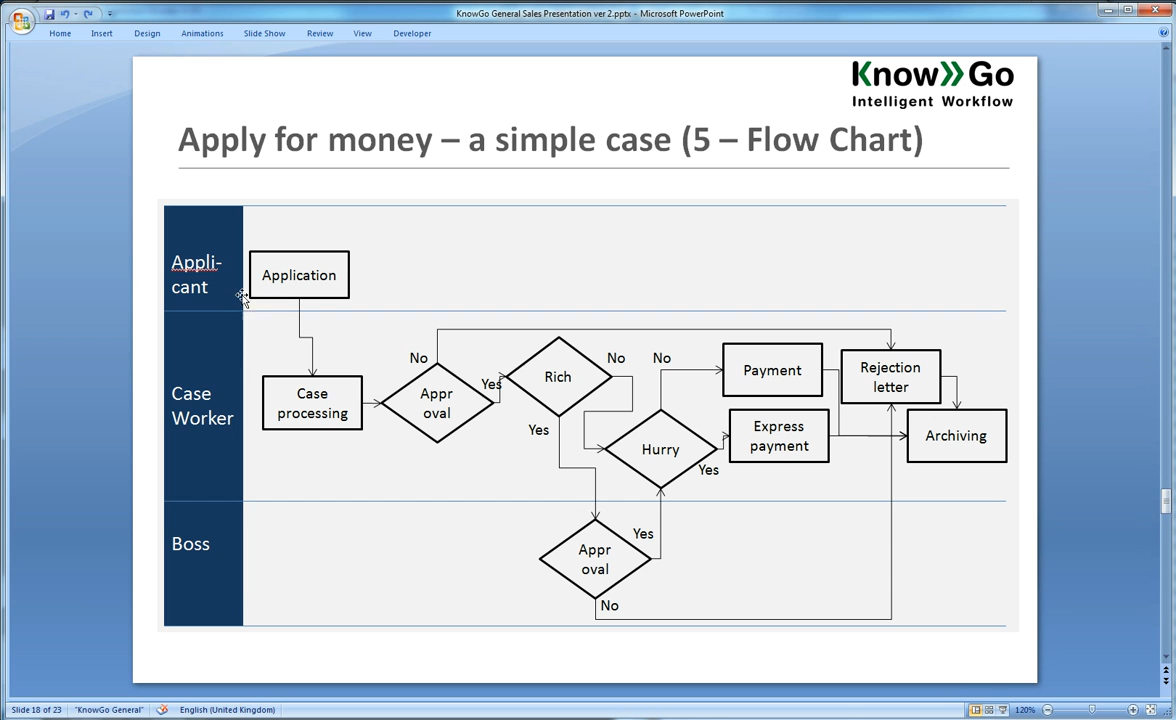 KnowGo General Sales Presentation ver 2.pptx - Microsoft PowerPoint
Home Insert Design Animations Slide Show Review View Developer
Know»Go
Intelligent Workflow
Apply for money – a simple case (5 – Flow Chart)
Appli-
cant
Application
Case
Worker
Case
processing
No
Appr
oval
Yes
Rich
No
Yes
No
Hurry
Yes
Payment
Express
payment
Rejection
letter
Archiving
Boss
Appr
oval
Yes
No
Slide 18 of 23 "KnowGo General" English (United Kingdom) 120%